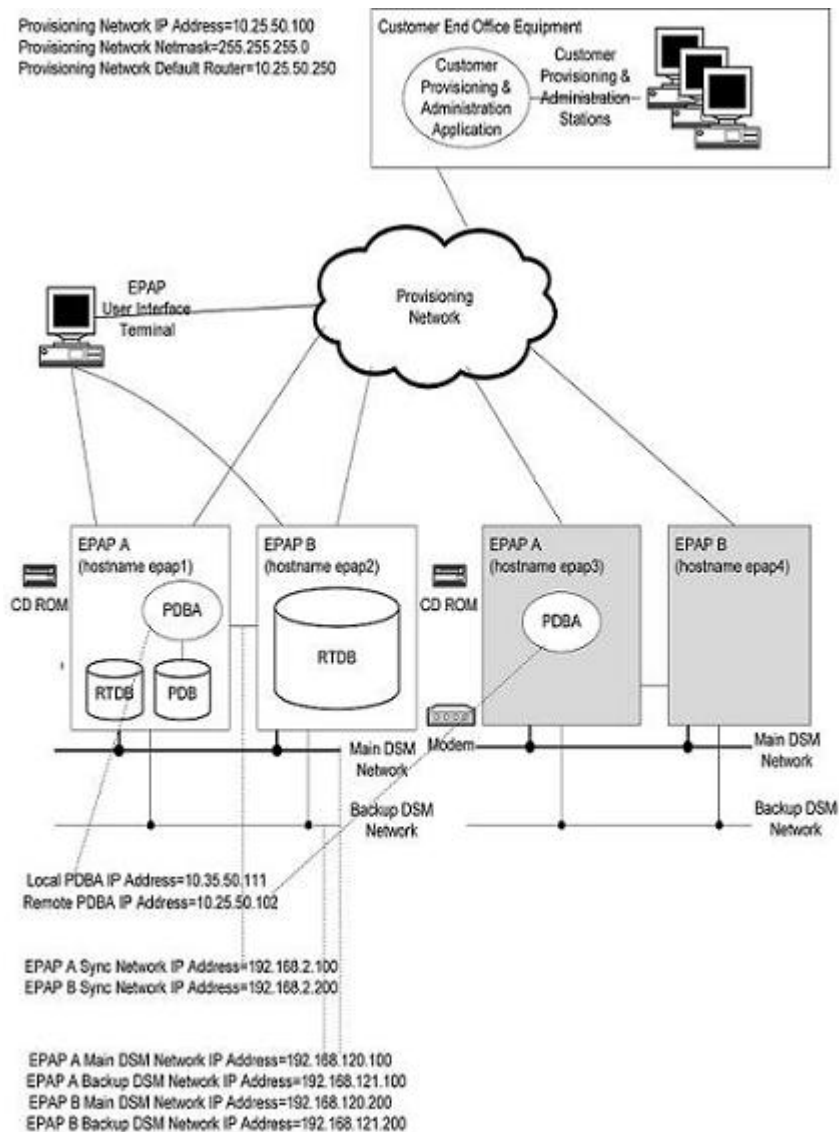 Provisioning Network IP Address=10.25.50.100
Provisioning Network Netmask=255.255.255.0
Provisioning Network Default Router=10.25.50.250
Customer End Office Equipment
Customer
Provisioning &
Administration
Application
Customer
Provisioning &
Administration
Stations
EPAP
User Interface
Terminal
Provisioning
Network
EPAP A
(hostname epap1)
EPAP B
(hostname epap2)
EPAP A
(hostname epap3)
EPAP B
(hostname epap4)
CD ROM
PDBA
RTDB
PDB
RTDB
CD ROM
PDBA
Modem
Main DSM
Network
Main DSM
Network
Backup DSM
Network
Backup DSM
Network
Local PDBA IP Address=10.35.50.111
Remote PDBA IP Address=10.25.50.102
EPAP A Sync Network IP Address=192.168.2.100
EPAP B Sync Network IP Address=192.168.2.200
EPAP A Main DSM Network IP Address=192.168.120.100
EPAP A Backup DSM Network IP Address=192.168.121.100
EPAP B Main DSM Network IP Address=192.168.120.200
EPAP B Backup DSM Network IP Address=192.168.121.200